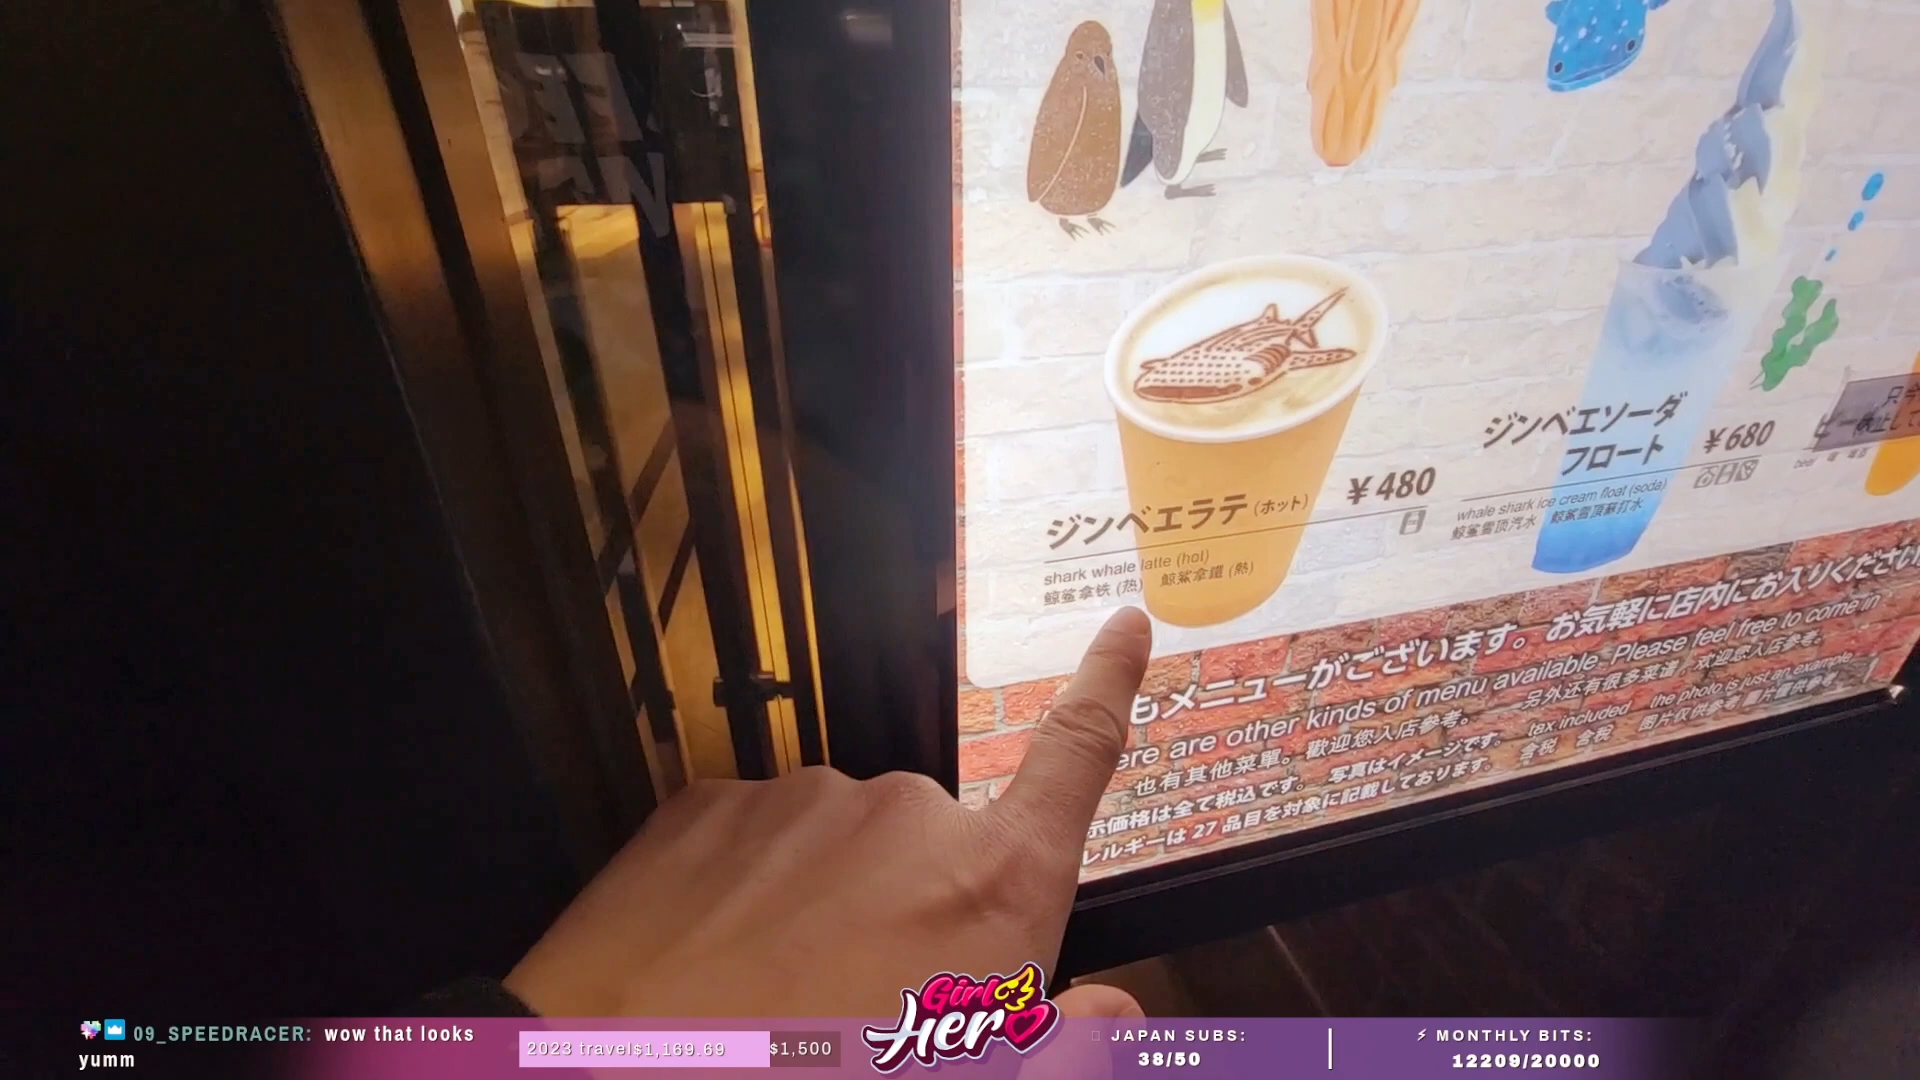 ジンベエラテ (ホット)
¥480
shark whale latte (hot)
鲸鲨拿铁 (热) 鯨鯊拿鐵 (熱)
ジンベエソーダ
フロート
¥680
whale shark ice cream float (soda)
鲸鲨雪顶汽水 鯨鯊雪頂蘇打水
beer
もメニューがございます。お気軽に店内にお入りください
ere are other kinds of menu available. Please feel free to come in
也有其他菜單。歡迎您入店參考。 另外还有很多菜谱，欢迎您入店参考。
示価格は全て税込です。 写真はイメージです。 tax included the photo is just an example
含税 含税 图片仅供参考 圖片僅供參考
レルギーは 27 品目を対象に記載しております。
09_SPEEDRACER: wow that looks
yumm
2023 travel$1,169.69
$1,500
Girl
Hero
JAPAN SUBS:
38/50
MONTHLY BITS:
12209/20000